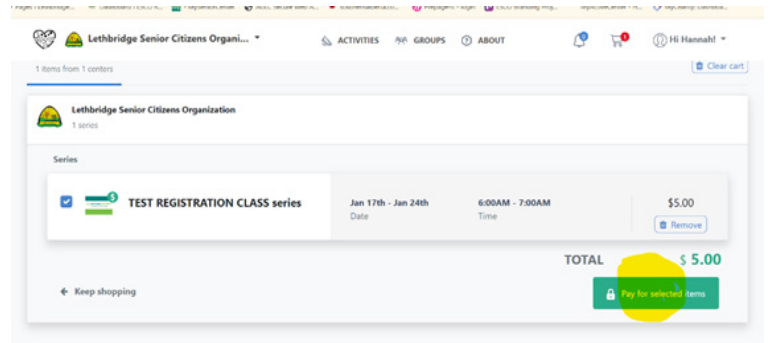 Lethbridge Senior Citizens Organi...
ACTIVITIES
GROUPS
ABOUT
Hi Hannah!
1 items from 1 centers
Clear cart
Lethbridge Senior Citizens Organization
1 series
Series
TEST REGISTRATION CLASS series
Jan 17th - Jan 24th
Date
6:00AM - 7:00AM
Time
$5.00
Remove
TOTAL
$ 5.00
Keep shopping
Pay for selected items